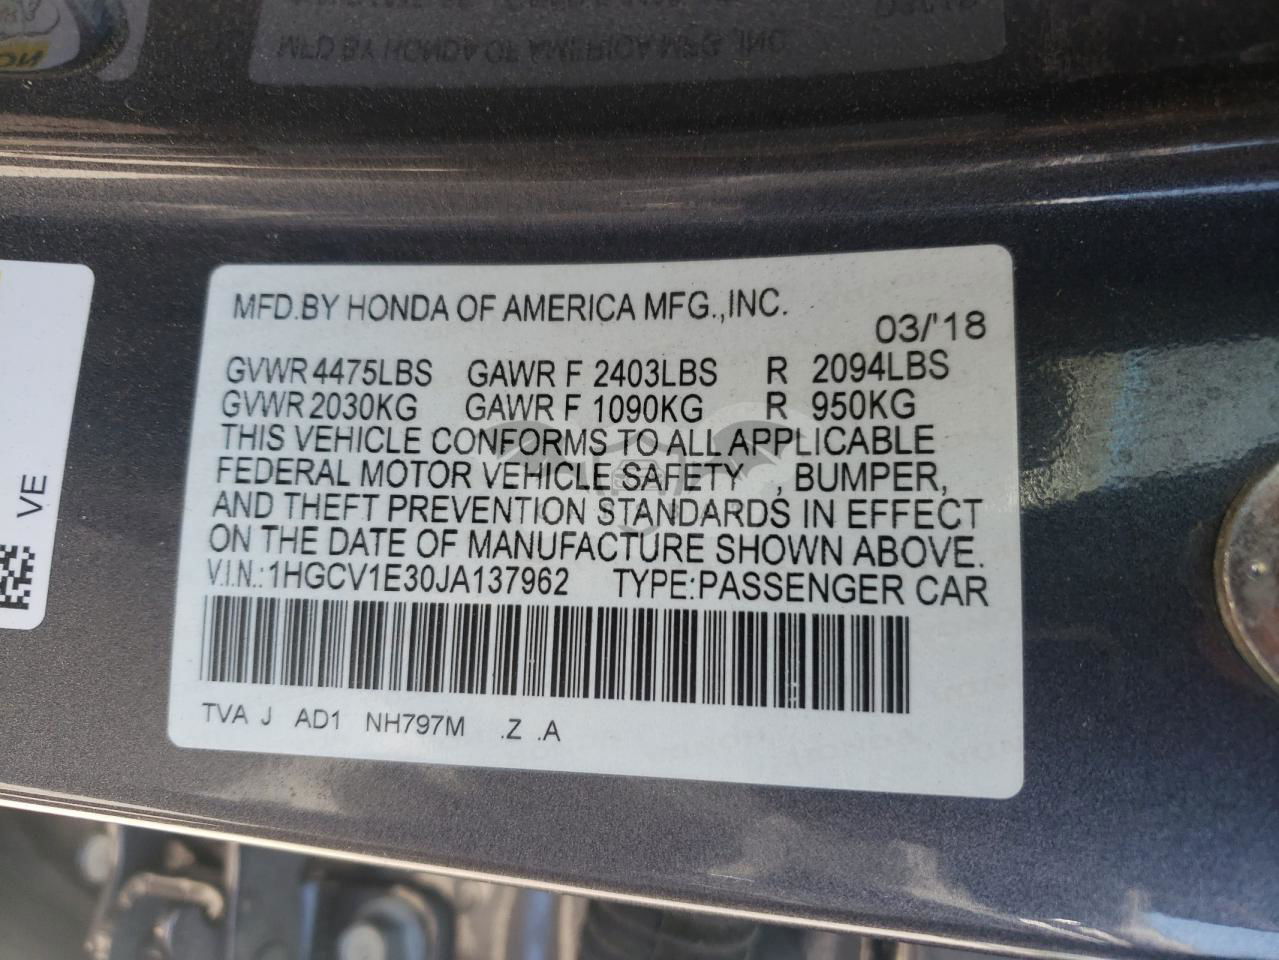 MFD.BY HONDA OF AMERICA MFG.,INC.
03/'18
GVWR 4475LBS GAWR F 2403LBS R 2094LBS
GVWR 2030KG GAWR F 1090KG R 950KG
THIS VEHICLE CONFORMS TO ALL APPLICABLE
FEDERAL MOTOR VEHICLE SAFETY , BUMPER,
AND THEFT PREVENTION STANDARDS IN EFFECT
ON THE DATE OF MANUFACTURE SHOWN ABOVE.
V.I.N.:1HGCV1E30JA137962 TYPE:PASSENGER CAR
TVA J AD1 NH797M .Z .A
VE
MFD BY HONDA OF AMERICA MFG.,INC.